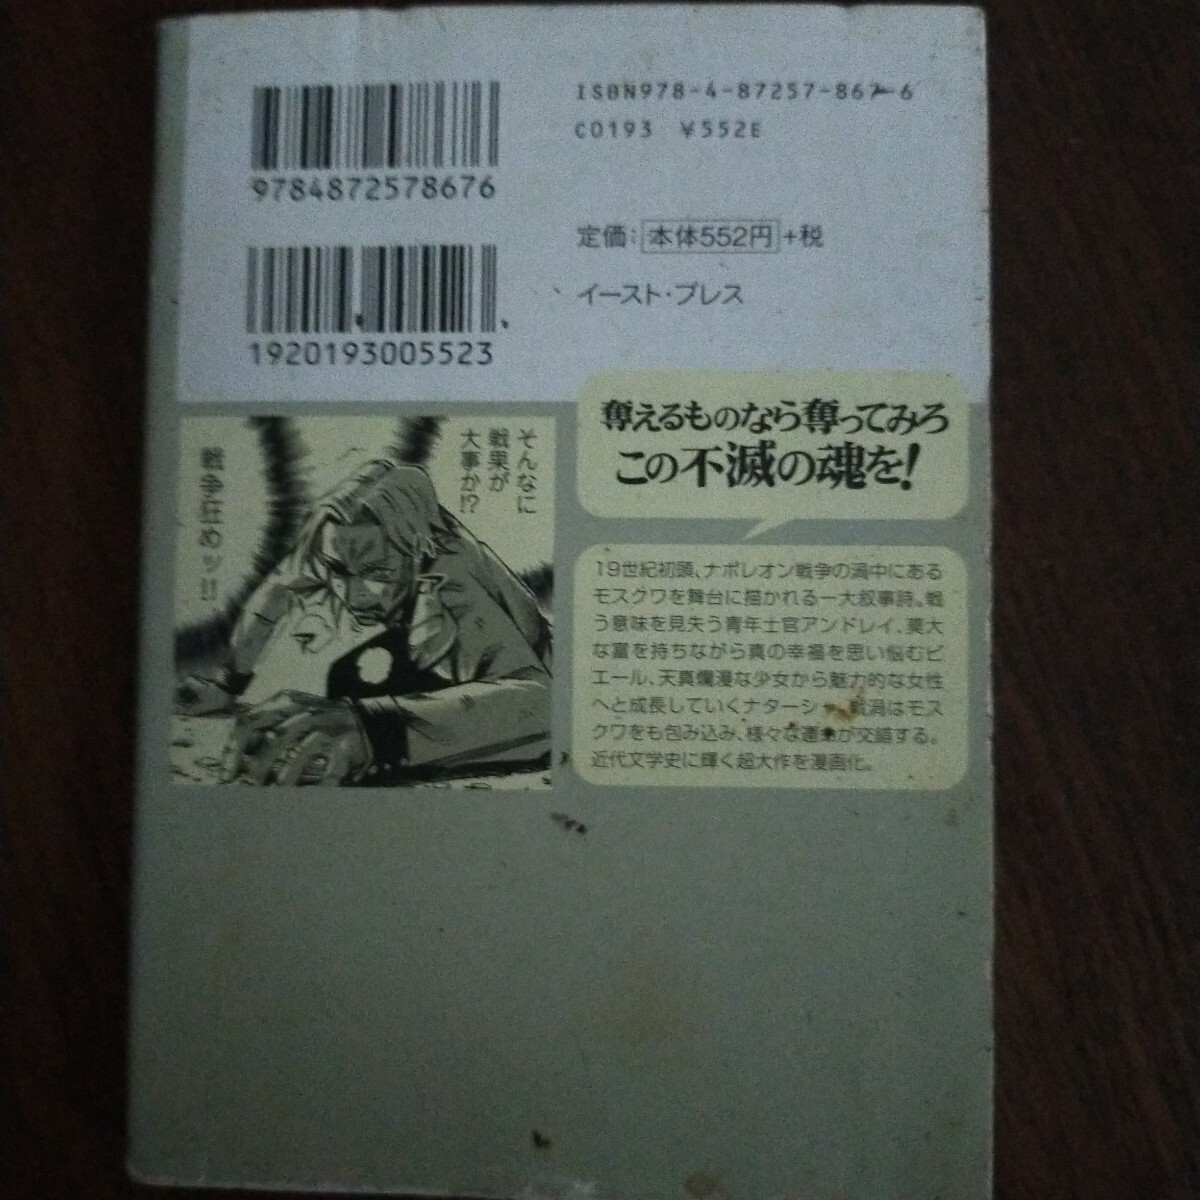 ISBN978-4-87257-867-6
C0193 ¥552E
9784872578676
定価:本体552円+税
イースト・プレス
1920193005523
奪えるものなら奪ってみろ
この不滅の魂を!
そんなに
戦果が
大事か!?
戦争狂めッ!!
19世紀初頭、ナポレオン戦争の渦中にある
モスクワを舞台に描かれる一大叙事詩。戦
う意味を見失う青年士官アンドレイ、莫大
な富を持ちながら真の幸福を思い悩むピ
エール、天真爛漫な少女から魅力的な女性
へと成長していくナターシャ。戦渦はモス
クワをも包み込み、様々な運命が交錯する。
近代文学史に輝く超大作を漫画化。